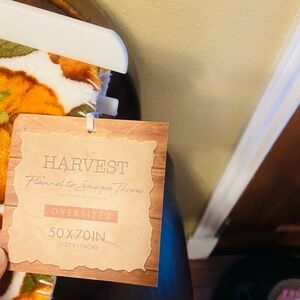 HARVEST
Flannel to Sherpa Throw
OVERSIZED
50X70IN
(127X178CM)